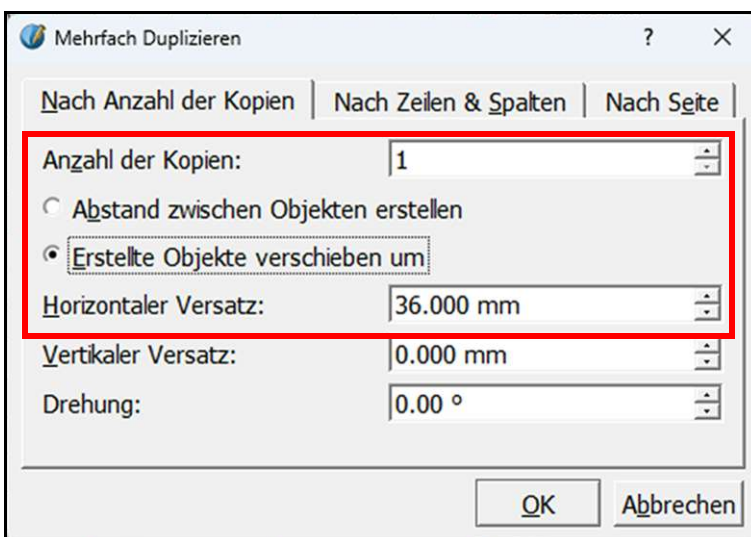 Mehrfach Duplizieren ? ×
Nach Anzahl der Kopien Nach Zeilen & Spalten Nach Seite
Anzahl der Kopien: 1
Abstand zwischen Objekten erstellen
Erstellte Objekte verschieben um
Horizontaler Versatz: 36.000 mm
Vertikaler Versatz: 0.000 mm
Drehung: 0.00 °
OK Abbrechen